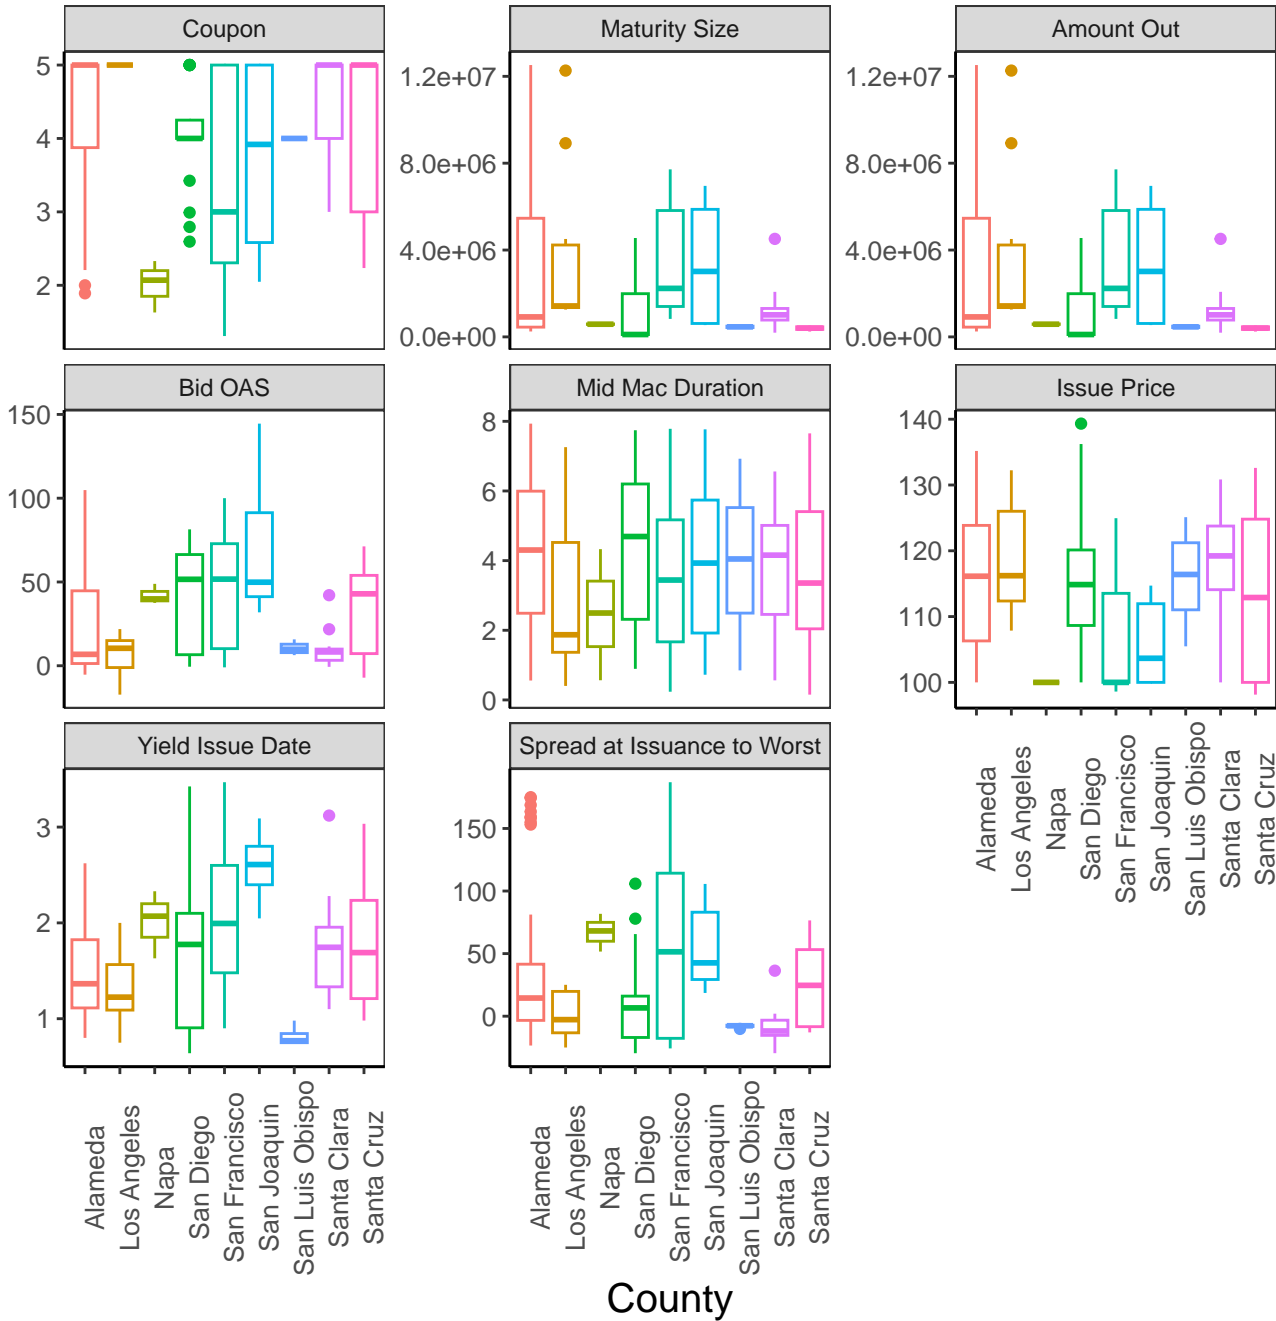 Coupon
Maturity Size
Amount Out
5
4
3
2
1.2e+07
8.0e+06
4.0e+06
0.0e+00
1.2e+07
8.0e+06
4.0e+06
0.0e+00
Bid OAS
Mid Mac Duration
Issue Price
150
100
50
0
8
6
4
2
0
140
130
120
110
100
Alameda
Los Angeles
Napa
San Diego
San Francisco
San Joaquin
San Luis Obispo
Santa Clara
Santa Cruz
Yield Issue Date
Spread at Issuance to Worst
3
2
1
150
100
50
0
Alameda
Los Angeles
Napa
San Diego
San Francisco
San Joaquin
San Luis Obispo
Santa Clara
Santa Cruz
Alameda
Los Angeles
Napa
San Diego
San Francisco
San Joaquin
San Luis Obispo
Santa Clara
Santa Cruz
County